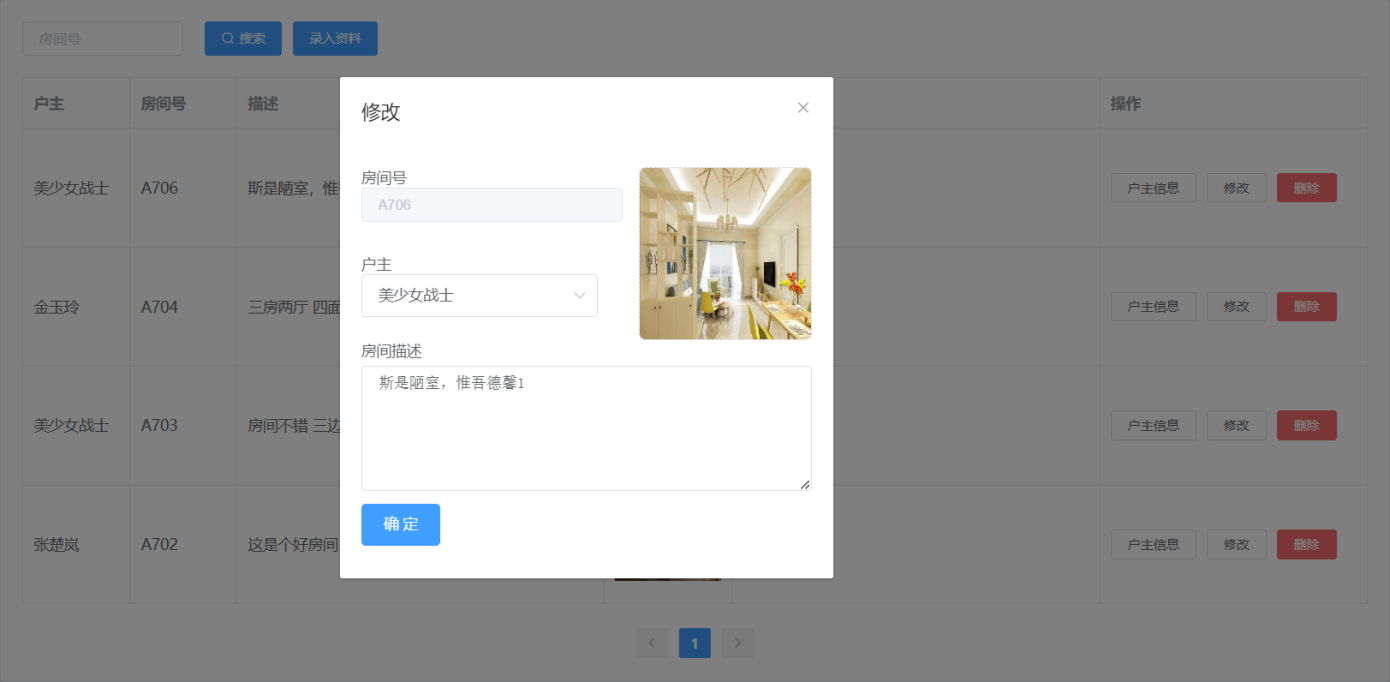 房间号
搜索
录入资料
户主
房间号
描述
操作
美少女战士
A706
斯是陋室，惟
户主信息
修改
删除
金玉玲
A704
三房两厅 四面
户主信息
修改
删除
美少女战士
A703
房间不错 三边
户主信息
修改
删除
张楚岚
A702
这是个好房间
户主信息
修改
删除
1
修改
房间号
A706
户主
美少女战士
房间描述
斯是陋室，惟吾德馨1
确定